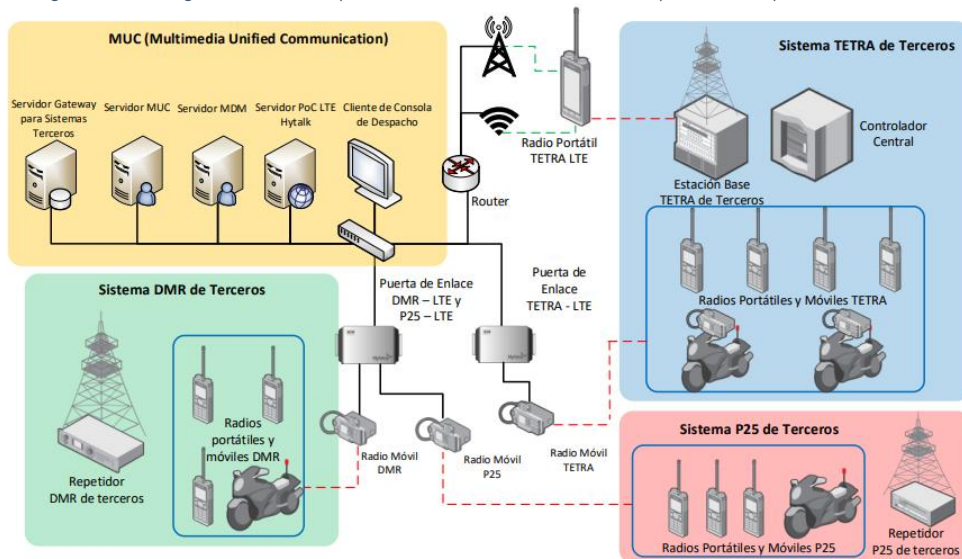 MUC (Multimedia Unified Communication)
Servidor Gateway
para Sistemas
Terceros
Servidor MUC
Servidor MDM
Servidor PoC LTE
Hytalk
Cliente de Consola
de Despacho
Router
Radio Portátil
TETRA LTE
Sistema TETRA de Terceros
Controlador
Central
Estación Base
TETRA de Terceros
Radios Portátiles y Móviles TETRA
Sistema DMR de Terceros
Repetidor
DMR de terceros
Radios
portátiles y
móviles DMR
Puerta de Enlace
DMR – LTE y
P25 – LTE
Puerta de
Enlace
TETRA - LTE
Radio Móvil
DMR
Radio Móvil
P25
Radio Móvil
TETRA
Sistema P25 de Terceros
Radios Portátiles y Móviles P25
Repetidor
P25 de terceros